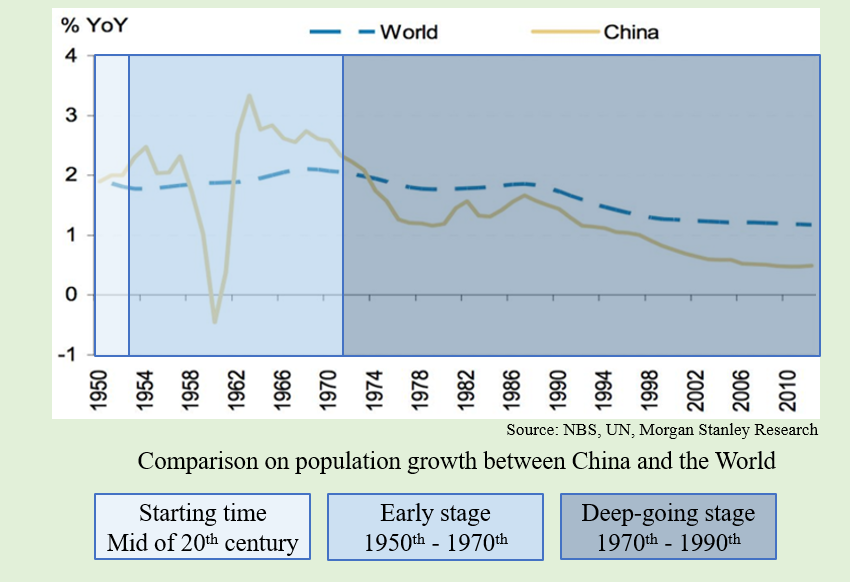 % YoY
World
China
4
3
2
1
0
-1
1950
1954
1958
1962
1966
1970
1974
1978
1982
1986
1990
1994
1998
2002
2006
2010
Source: NBS, UN, Morgan Stanley Research
Comparison on population growth between China and the World
Starting time
Mid of 20th century
Early stage
1950th - 1970th
Deep-going stage
1970th - 1990th